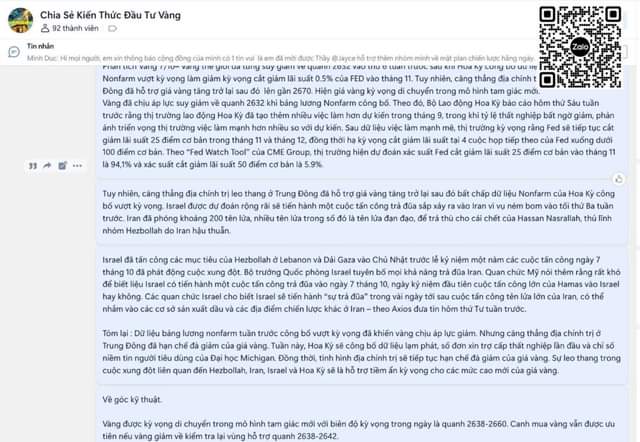 Chia Sẻ Kiến Thức Đầu Tư Vàng
92 thành viên
Tin nhắn
Minh Duc: Hi mọi người, em xin thông báo cộng đồng của mình có 1 tin vui là em đã mời được Thầy @Jayce hỗ trợ thêm nhóm mình về mặt plan chiến lược hằng ngày
Zalo
Nonfarm vượt kỳ vọng làm giảm kỳ vọng cắt giảm lãi suất 0.5% của FED vào tháng 11. Tuy nhiên, căng thẳng địa chính t
Đông đã hỗ trợ giá vàng tăng trở lại sau đó lên gần 2670. Hiện giá vàng kỳ vọng di chuyển trong mô hình tam giác mới.
Vàng đã chịu áp lực suy giảm về quanh 2632 khi bảng lương Nonfarm công bố. Theo đó, Bộ Lao động Hoa Kỳ báo cáo hôm thứ Sáu tuần
trước rằng thị trường lao động Hoa Kỳ đã tạo thêm nhiều việc làm hơn dự kiến trong tháng 9, trong khi tỷ lệ thất nghiệp bất ngờ giảm, phản
ánh triển vọng thị trường việc làm mạnh hơn nhiều so với dự kiến. Sau dữ liệu việc làm mạnh mẽ, thị trường kỳ vọng rằng Fed sẽ tiếp tục cắt
giảm lãi suất 25 điểm cơ bản trong tháng 11 và tháng 12, đồng thời hạ kỳ vọng cắt giảm lãi suất tại 4 cuộc họp tiếp theo của Fed xuống dưới
100 điểm cơ bản. Theo “Fed Watch Tool” của CME Group, thị trường hiện dự đoán xác suất Fed cắt giảm lãi suất 25 điểm cơ bản vào tháng 11
là 94,1% và xác suất cắt giảm lãi suất 50 điểm cơ bản là 5.9%.
Tuy nhiên, căng thẳng địa chính trị leo thang ở Trung Đông đã hỗ trợ giá vàng tăng trở lại sau đó bất chấp dữ liệu Nonfarm của Hoa Kỳ công
bố vượt kỳ vọng. Israel được dự đoán rộng rãi sẽ tiến hành một cuộc tấn công trả đũa sắp xảy ra vào Iran vì vụ ném bom vào tối thứ Ba tuần
trước. Iran đã phóng khoảng 200 tên lửa, nhiều tên lửa trong số đó là tên lửa đạn đạo, để trả thù cho cái chết của Hassan Nasrallah, thủ lĩnh
nhóm Hezbollah do Iran hậu thuẫn.
Israel đã tấn công các mục tiêu của Hezbollah ở Lebanon và Dải Gaza vào Chủ Nhật trước lễ kỷ niệm một năm các cuộc tấn công ngày 7
tháng 10 đã phát động cuộc xung đột. Bộ trưởng Quốc phòng Israel tuyên bố mọi khả năng trả đũa Iran. Quan chức Mỹ nói thêm rằng rất khó
để biết liệu Israel có tiến hành một cuộc tấn công trả đũa vào ngày 7 tháng 10, ngày kỷ niệm đầu tiên cuộc tấn công lớn của Hamas vào Israel
hay không. Các quan chức Israel cho biết Israel sẽ tiến hành “sự trả đũa” trong vài ngày tới sau cuộc tấn công tên lửa lớn của Iran, có thể
nhắm vào các cơ sở sản xuất dầu và các địa điểm chiến lược khác ở Iran – theo Axios đưa tin hôm thứ Tư tuần trước.
Tóm lại : Dữ liệu bảng lương nonfarm tuần trước công bố vượt kỳ vọng đã khiến vàng chịu áp lực giảm. Nhưng căng thẳng địa chính trị ở
Trung Đông đã hạn chế đà giảm của giá vàng. Tuần này, Hoa Kỳ sẽ công bố dữ liệu lạm phát, số đơn xin trợ cấp thất nghiệp lần đầu và chỉ số
niềm tin người tiêu dùng của Đại học Michigan. Đồng thời, tình hình địa chính trị sẽ tiếp tục hạn chế đà giảm của giá vàng. Sự leo thang trong
cuộc xung đột liên quan đến Hezbollah, Iran, Israel và Hoa Kỳ sẽ là hỗ trợ tiềm ẩn kỳ vọng cho các mức cao mới của giá vàng.
Về góc kỹ thuật.
Vàng được kỳ vọng di chuyển trong mô hình tam giác mới với biên độ kỳ vọng trong ngày là quanh 2638-2660. Canh mua vàng vẫn được ưu
tiên nếu vàng giảm về kiểm tra lại vùng hỗ trợ quanh 2638-2642.